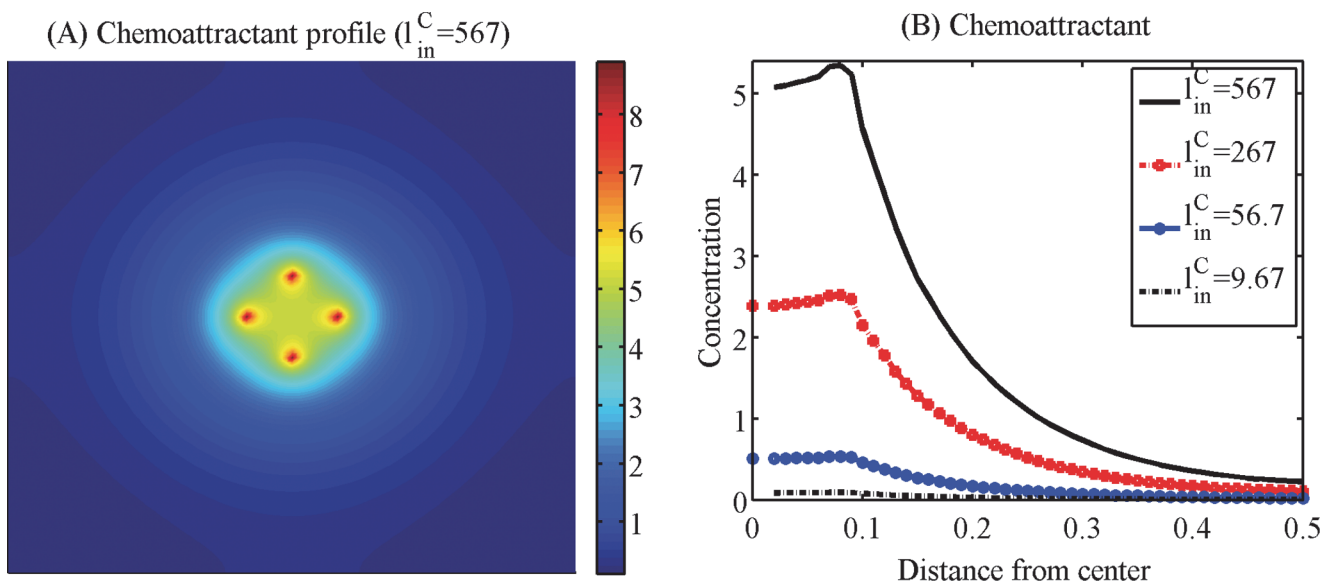 (A) Chemoattractant profile (l^C_in=567)
8
7
6
5
4
3
2
1
(B) Chemoattractant
Concentration
5
4
3
2
1
0
l^C_in=567
l^C_in=267
l^C_in=56.7
l^C_in=9.67
0 0.1 0.2 0.3 0.4 0.5
Distance from center